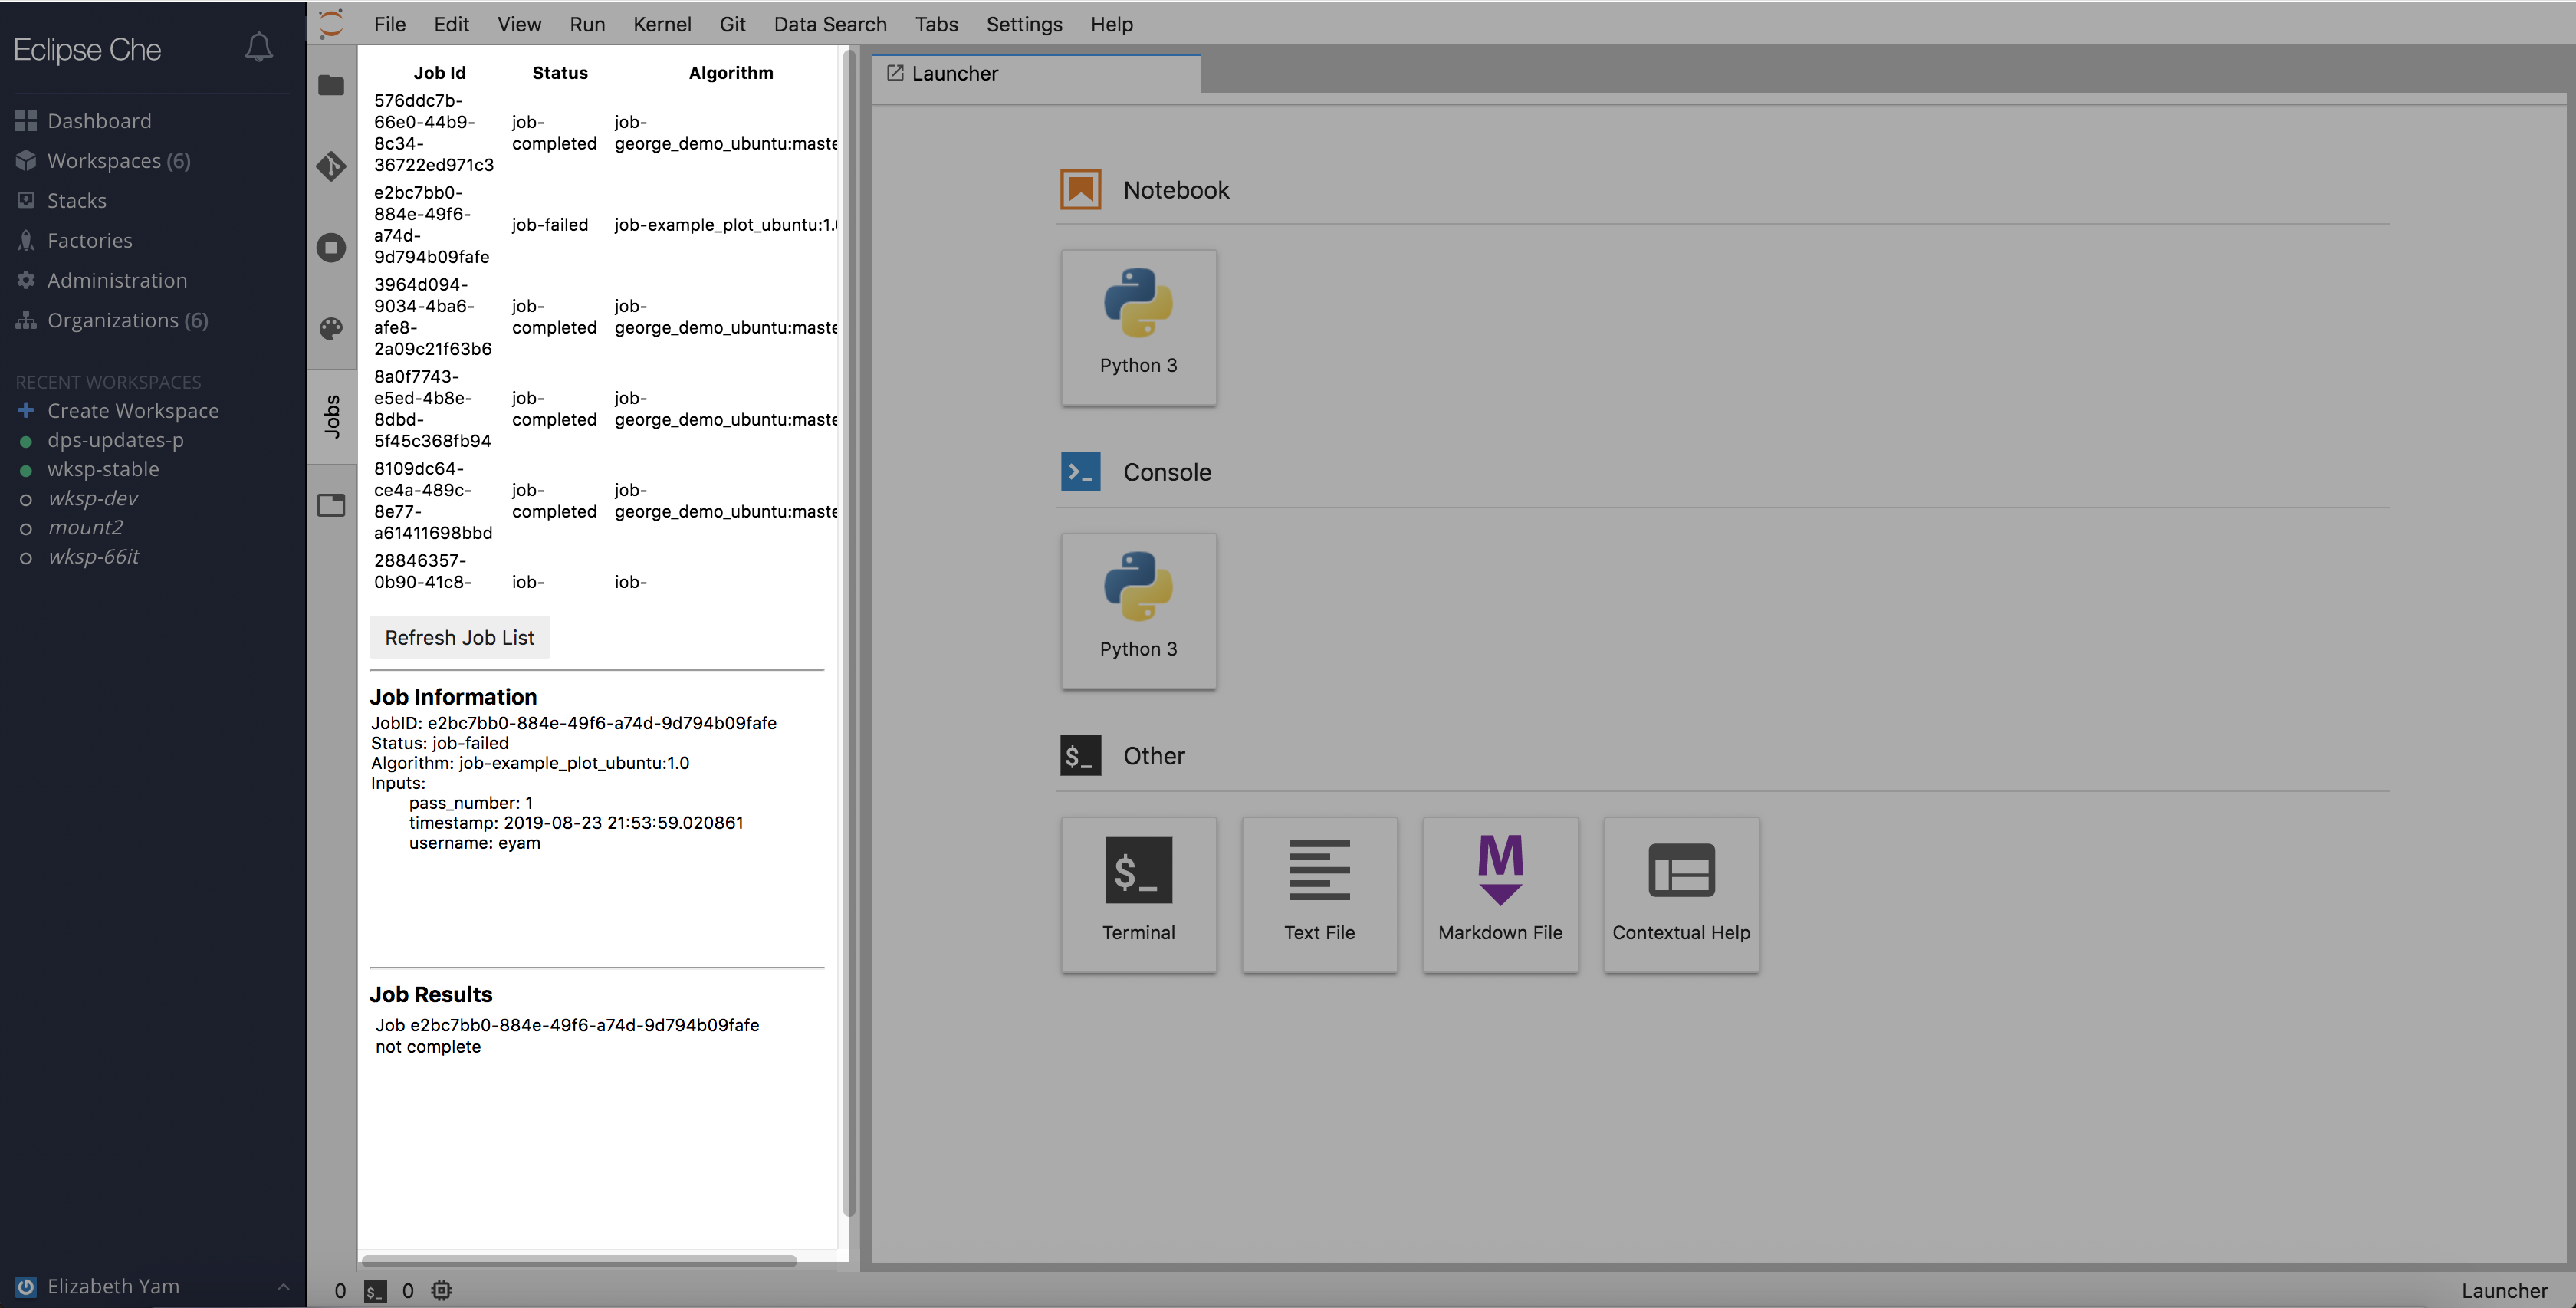 Eclipse Che
Dashboard
Workspaces (6)
Stacks
Factories
Administration
Organizations (6)
RECENT WORKSPACES
Create Workspace
dps-updates-p
wksp-stable
wksp-dev
mount2
wksp-66it
Elizabeth Yam
File Edit View Run Kernel Git Data Search Tabs Settings Help
Jobs
Job Id Status Algorithm
576ddc7b-
66e0-44b9-
8c34-
36722ed971c3
job-
completed
job-
george_demo_ubuntu:maste
e2bc7bb0-
884e-49f6-
a74d-
9d794b09fafe
job-failed
job-example_plot_ubuntu:1.
3964d094-
9034-4ba6-
afe8-
2a09c21f63b6
job-
completed
job-
george_demo_ubuntu:maste
8a0f7743-
e5ed-4b8e-
8dbd-
5f45c368fb94
job-
completed
job-
george_demo_ubuntu:maste
8109dc64-
ce4a-489c-
8e77-
a61411698bbd
job-
completed
job-
george_demo_ubuntu:maste
28846357-
0b90-41c8-
job-
job-
Refresh Job List
Job Information
JobID: e2bc7bb0-884e-49f6-a74d-9d794b09fafe
Status: job-failed
Algorithm: job-example_plot_ubuntu:1.0
Inputs:
pass_number: 1
timestamp: 2019-08-23 21:53:59.020861
username: eyam
Job Results
Job e2bc7bb0-884e-49f6-a74d-9d794b09fafe
not complete
Launcher
Notebook
Python 3
Console
Python 3
$_ Other
$_
Terminal
Text File
M
Markdown File
Contextual Help
0 $_ 0
Launcher